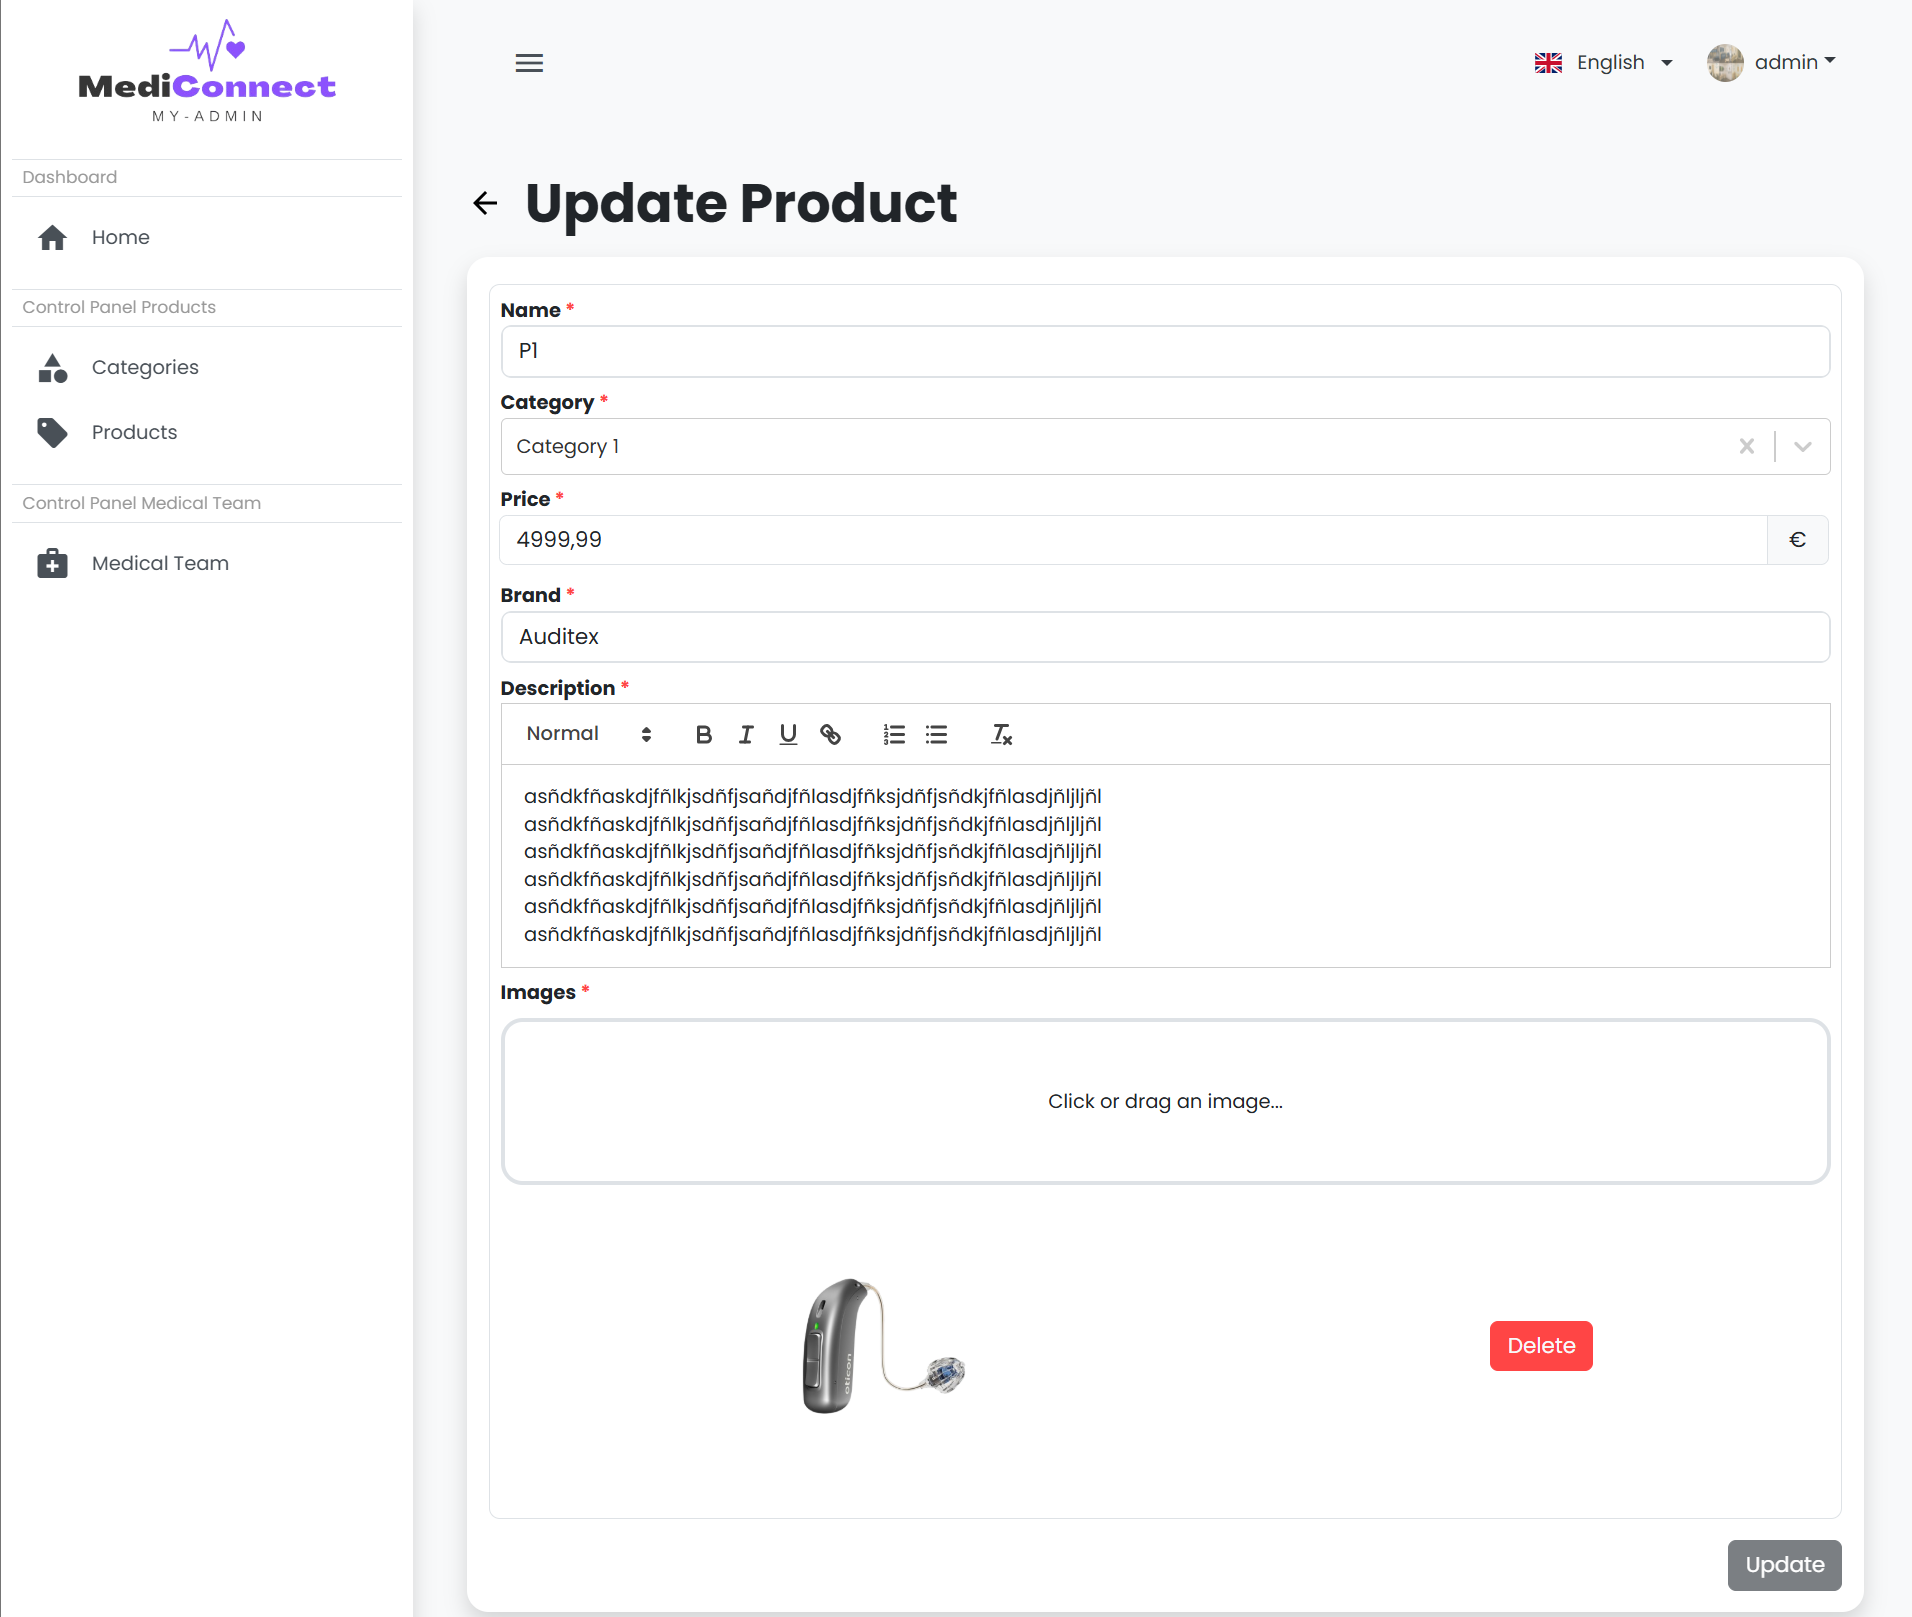 MediConnect
MY-ADMIN
Dashboard
Home
Control Panel Products
Categories
Products
Control Panel Medical Team
Medical Team
English
admin
Update Product
Name *
P1
Category *
Category 1
Price *
4999,99 €
Brand *
Auditex
Description *
Normal
asñdkfñaskdjfñlkjsdñfjsañdjfñlasdjfñksjdñfjsñdkjfñlasdjñljljñl
asñdkfñaskdjfñlkjsdñfjsañdjfñlasdjfñksjdñfjsñdkjfñlasdjñljljñl
asñdkfñaskdjfñlkjsdñfjsañdjfñlasdjfñksjdñfjsñdkjfñlasdjñljljñl
asñdkfñaskdjfñlkjsdñfjsañdjfñlasdjfñksjdñfjsñdkjfñlasdjñljljñl
asñdkfñaskdjfñlkjsdñfjsañdjfñlasdjfñksjdñfjsñdkjfñlasdjñljljñl
asñdkfñaskdjfñlkjsdñfjsañdjfñlasdjfñksjdñfjsñdkjfñlasdjñljljñl
Images *
Click or drag an image...
oticon
Delete
Update